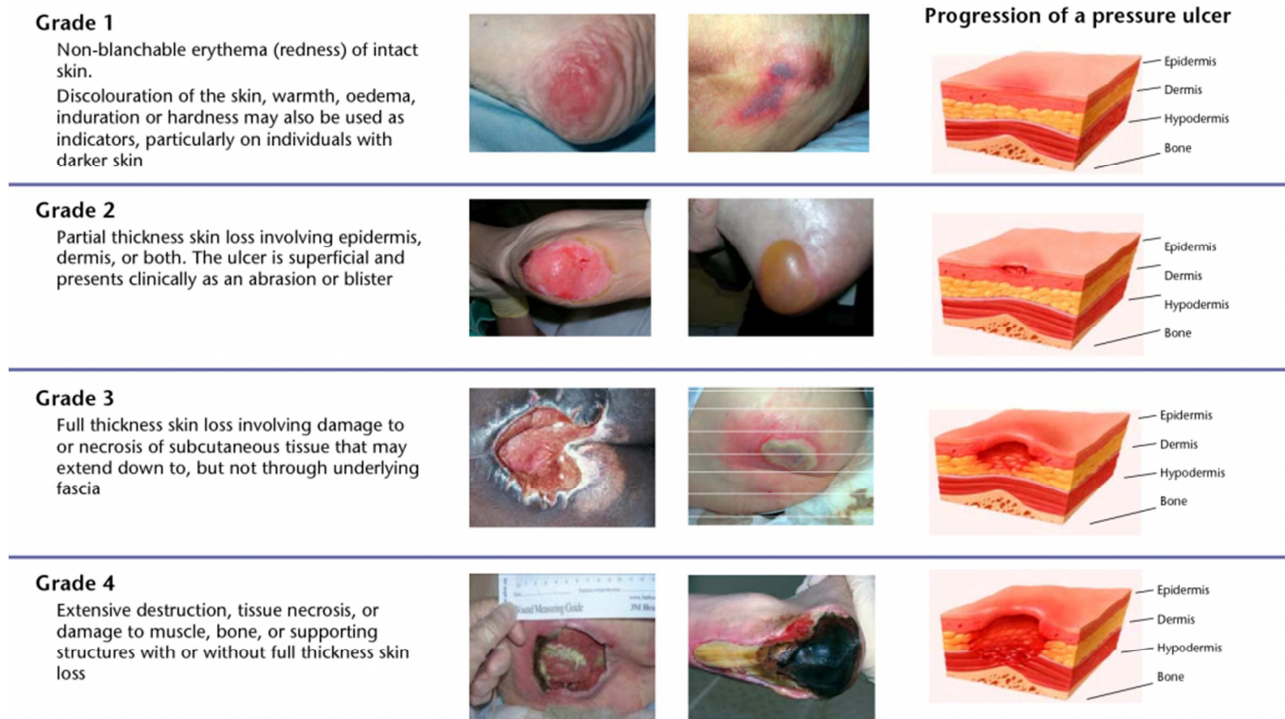 Grade 1
Non-blanchable erythema (redness) of intact
skin.
Discolouration of the skin, warmth, oedema,
induration or hardness may also be used as
indicators, particularly on individuals with
darker skin
Progression of a pressure ulcer
Epidermis
Dermis
Hypodermis
Bone
Grade 2
Partial thickness skin loss involving epidermis,
dermis, or both. The ulcer is superficial and
presents clinically as an abrasion or blister
Epidermis
Dermis
Hypodermis
Bone
Grade 3
Full thickness skin loss involving damage to
or necrosis of subcutaneous tissue that may
extend down to, but not through underlying
fascia
Epidermis
Dermis
Hypodermis
Bone
Grade 4
Extensive destruction, tissue necrosis, or
damage to muscle, bone, or supporting
structures with or without full thickness skin
loss
Wound Measuring Guide
3M
Epidermis
Dermis
Hypodermis
Bone